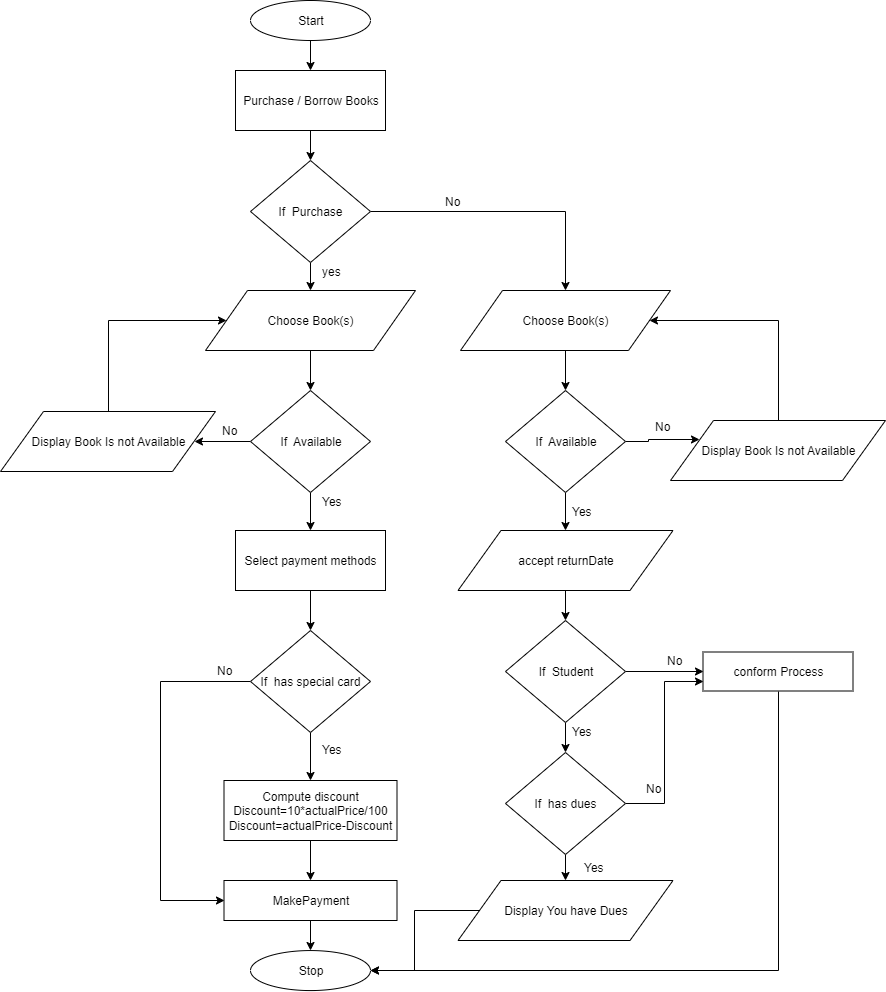 Start
Purchase / Borrow Books
If Purchase
No
yes
Choose Book(s)
Choose Book(s)
Display Book Is not Available
No
If Available
If Available
No
Display Book Is not Available
Yes
Yes
Select payment methods
accept returnDate
No
If has special card
If Student
No
conform Process
Yes
Yes
Compute discount
Discount=10*actualPrice/100
Discount=actualPrice-Discount
If has dues
No
Yes
MakePayment
Display You have Dues
Stop